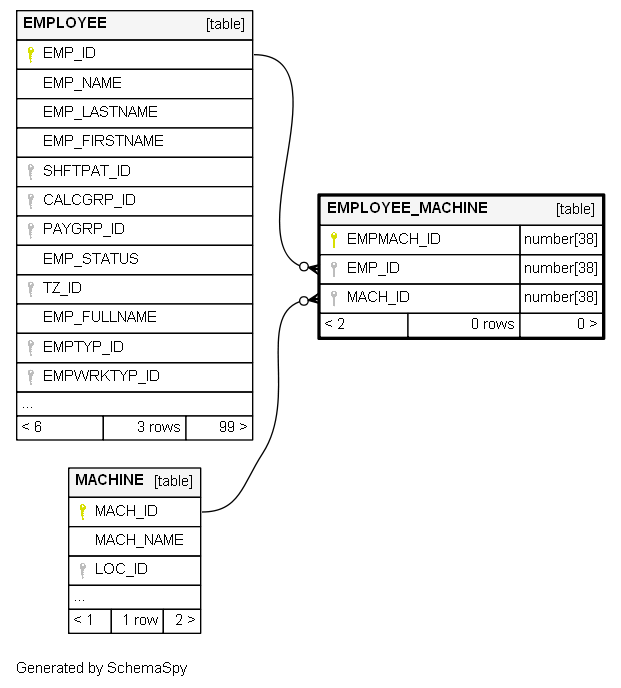 EMPLOYEE [table]
EMP_ID
EMP_NAME
EMP_LASTNAME
EMP_FIRSTNAME
SHFTPAT_ID
CALCGRP_ID
PAYGRP_ID
EMP_STATUS
TZ_ID
EMP_FULLNAME
EMPTYP_ID
EMPWRKTYP_ID
...
< 6 3 rows 99 >
EMPLOYEE_MACHINE [table]
EMPMACH_ID number[38]
EMP_ID number[38]
MACH_ID number[38]
< 2 0 rows 0 >
MACHINE [table]
MACH_ID
MACH_NAME
LOC_ID
...
< 1 1 row 2 >
Generated by SchemaSpy